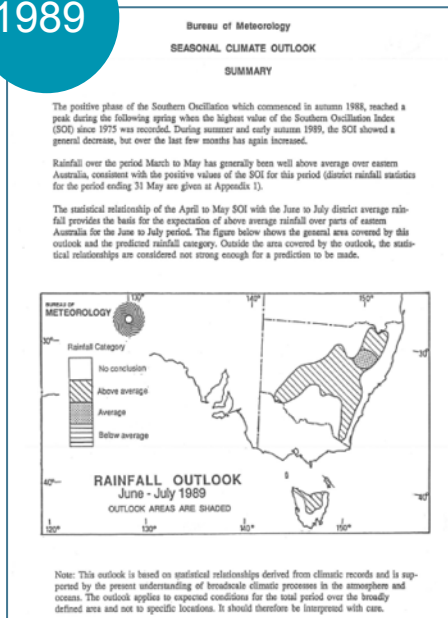 1989
Bureau of Meteorology
SEASONAL CLIMATE OUTLOOK
SUMMARY
The positive phase of the Southern Oscillation which commenced in autumn 1988, reached a
peak during the following spring when the highest value of the Southern Oscillation Index
(SOI) since 1975 was recorded. During summer and early autumn 1989, the SOI showed a
general decrease, but over the last few months has again increased.
Rainfall over the period March to May has generally been well above average over eastern
Australia, consistent with the positive values of the SOI for this period (district rainfall statistics
for the period ending 31 May are given at Appendix 1).
The statistical relationship of the April to May SOI with the June to July district average rain-
fall provides the basis for the expectation of above average rainfall over parts of eastern
Australia for the June to July period. The figure below shows the general area covered by this
outlook and the predicted rainfall category. Outside the area covered by the outlook, the statis-
tical relationships are considered not strong enough for a prediction to be made.
BUREAU OF
METEOROLOGY
130° 140° 150°
30° 30°
Rainfall Category
No conclusion
Above average
Average
Below average
RAINFALL OUTLOOK
June - July 1989
OUTLOOK AREAS ARE SHADED
40° 40°
120° 130° 140° 150°
Note: This outlook is based on statistical relationships derived from climatic records and is sup-
ported by the present understanding of broadscale climatic processes in the atmosphere and
oceans. The outlook applies to expected conditions for the total period over the broadly
defined area and not to specific locations. It should therefore be interpreted with care.